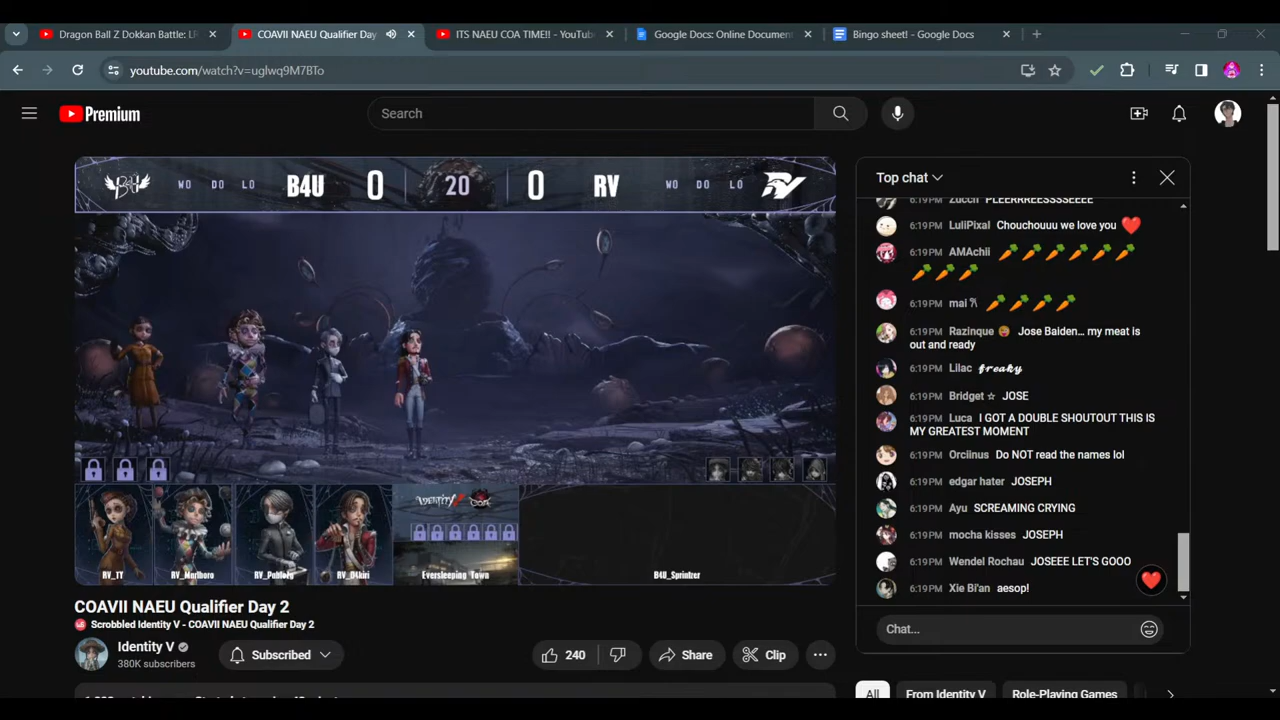 Dragon Ball Z Dokkan Battle: LR
COAVII NAEU Qualifier Day
ITS NAEU COA TIME!! - YouTube
Google Docs: Online Document
Bingo sheet! - Google Docs
youtube.com/watch?v=uglwq9M7BTo
Premium
Search
B4U
WO DO LO
B4U
0
20
0
RV
WO DO LO
RV
IDENTITY V
RV_TT
RV_Marlboro
RV_D4kiri
Eversleeping Town
B4U_Sprintzer
Top chat
6:19PM Zucch PLEERRREESSSEEEE
6:19PM LuliPixal Chouchouuu we love you ❤️
6:19PM AMAchii 🥕🥕🥕🥕🥕🥕
🥕🥕🥕
6:19PM mai 🥕🥕🥕🥕
6:19PM Razinque Jose Baiden... my meat is
out and ready
6:19PM Lilac 𝓯𝓻𝓮𝓪𝓴𝔂
6:19PM Bridget ☆ JOSE
6:19PM Luca I GOT A DOUBLE SHOUTOUT THIS IS
MY GREATEST MOMENT
6:19PM Orciinus Do NOT read the names lol
6:19PM edgar hater JOSEPH
6:19PM Ayu SCREAMING CRYING
6:19PM mocha kisses JOSEPH
6:19PM Wendel Rochau JOSEEE LET'S GOOO
6:19PM Xie Bi'an aesop!
Chat...
COAVII NAEU Qualifier Day 2
Scrobbled Identity V - COAVII NAEU Qualifier Day 2
Identity V
380K subscribers
Subscribed
240
Share
Clip
All
From Identity V
Role-Playing Games